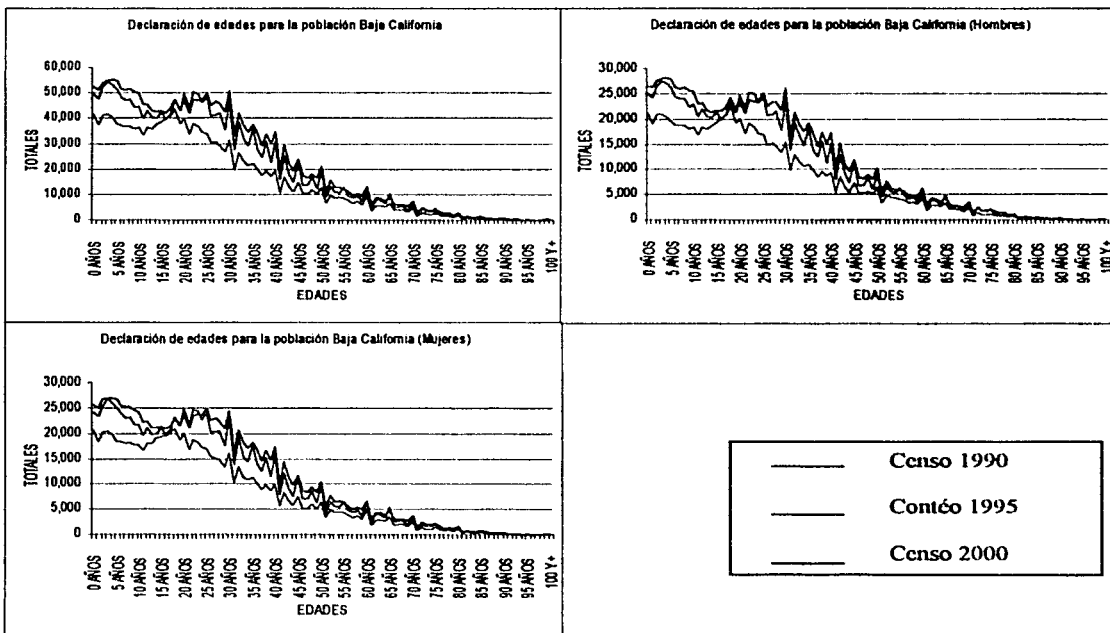 Declaración de edades para la población Baja California
60,000
50,000
40,000
30,000
20,000
10,000
0
TOTALES
0 AÑOS
5 AÑOS
10 AÑOS
15 AÑOS
20 AÑOS
25 AÑOS
30 AÑOS
35 AÑOS
40 AÑOS
45 AÑOS
50 AÑOS
55 AÑOS
60 AÑOS
65 AÑOS
70 AÑOS
75 AÑOS
80 AÑOS
85 AÑOS
90 AÑOS
95 AÑOS
100 Y+
EDADES
Declaración de edades para la población Baja California (Hombres)
30,000
25,000
20,000
15,000
10,000
5,000
0
TOTALES
0 AÑOS
5 AÑOS
10 AÑOS
15 AÑOS
20 AÑOS
25 AÑOS
30 AÑOS
35 AÑOS
40 AÑOS
45 AÑOS
50 AÑOS
55 AÑOS
60 AÑOS
65 AÑOS
70 AÑOS
75 AÑOS
80 AÑOS
85 AÑOS
90 AÑOS
95 AÑOS
100 Y+
EDADES
Declaración de edades para la población Baja California (Mujeres)
30,000
25,000
20,000
15,000
10,000
5,000
0
TOTALES
0 AÑOS
5 AÑOS
10 AÑOS
15 AÑOS
20 AÑOS
25 AÑOS
30 AÑOS
35 AÑOS
40 AÑOS
45 AÑOS
50 AÑOS
55 AÑOS
60 AÑOS
65 AÑOS
70 AÑOS
75 AÑOS
80 AÑOS
85 AÑOS
90 AÑOS
95 AÑOS
100 Y+
EDADES
Censo 1990
Contéo 1995
Censo 2000